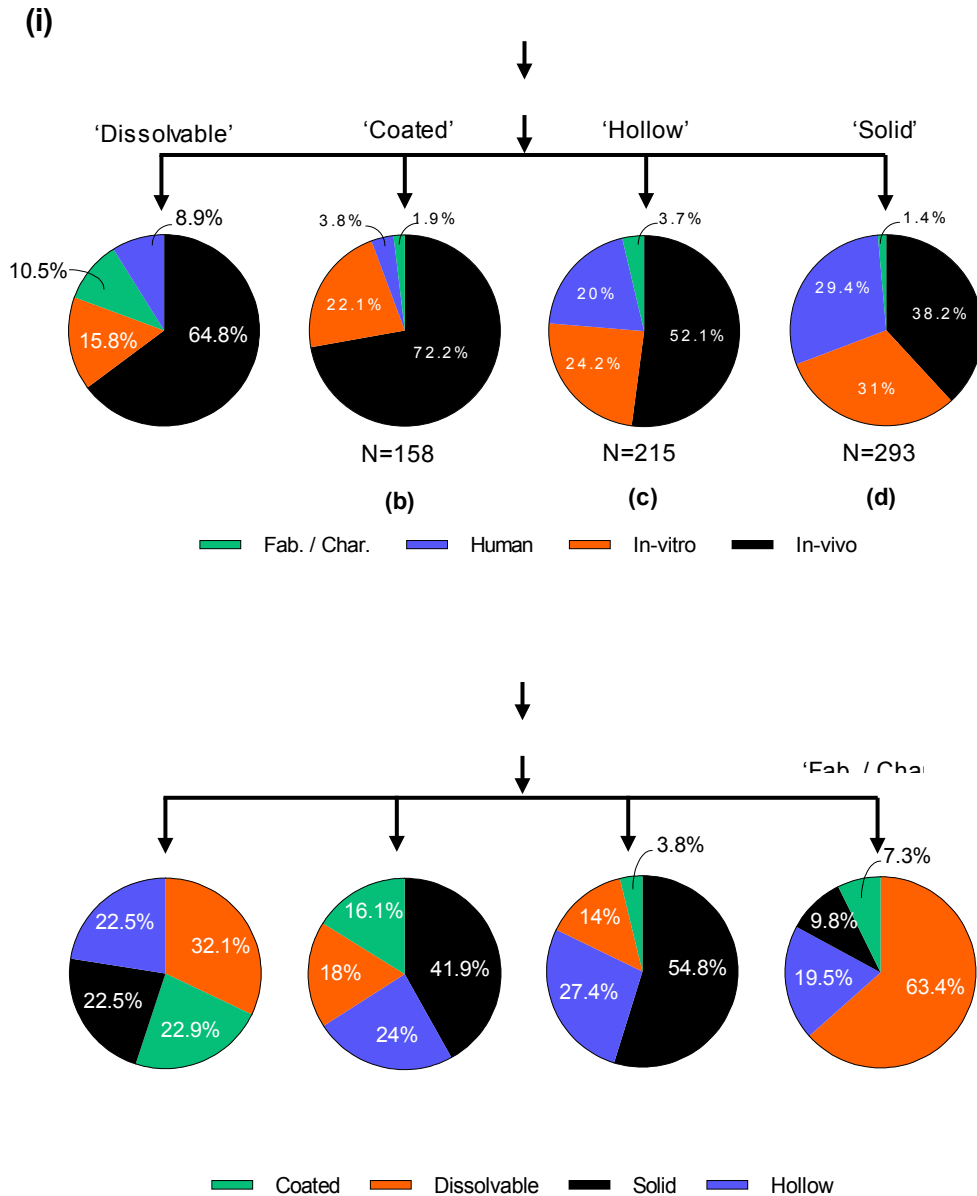 (i)
‘Dissolvable’ ‘Coated’ ‘Hollow’ ‘Solid’
8.9% 3.8% 1.9% 3.7% 1.4%
10.5% 15.8% 64.8%
22.1% 72.2%
20% 24.2% 52.1%
29.4% 38.2% 31%
N=158 N=215 N=293
(b) (c) (d)
Fab. / Char. Human In-vitro In-vivo
‘Fab. / Char
3.8% 7.3%
22.5% 32.1% 22.5% 22.9%
16.1% 41.9% 18% 24%
14% 54.8% 27.4%
9.8% 19.5% 63.4%
Coated Dissolvable Solid Hollow